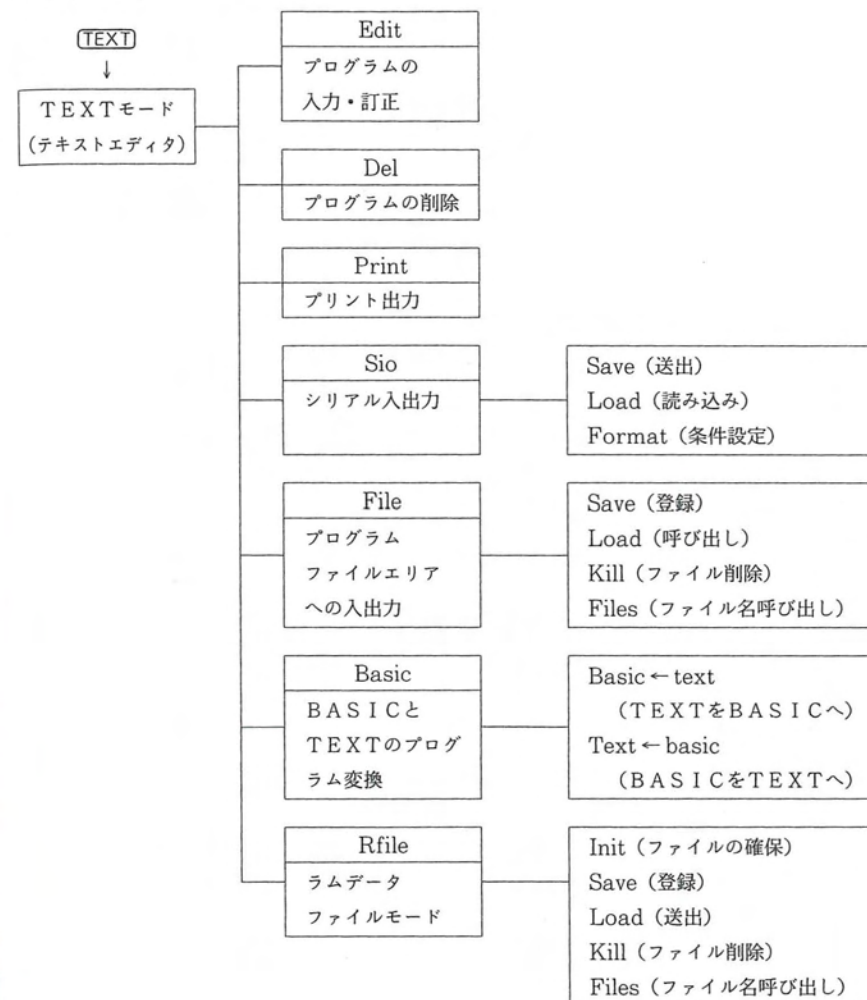 TEXT
↓
ＴＥＸＴモード
（テキストエディタ）
Edit
プログラムの
入力・訂正
Del
プログラムの削除
Print
プリント出力
Sio
シリアル入出力
Save（送出）
Load（読み込み）
Format（条件設定）
File
プログラム
ファイルエリア
への入出力
Save（登録）
Load（呼び出し）
Kill（ファイル削除）
Files（ファイル名呼び出し）
Basic
ＢＡＳＩＣと
ＴＥＸＴのプログ
ラム変換
Basic←text
（ＴＥＸＴをＢＡＳＩＣへ）
Text←basic
（ＢＡＳＩＣをＴＥＸＴへ）
Rfile
ラムデータ
ファイルモード
Init（ファイルの確保）
Save（登録）
Load（送出）
Kill（ファイル削除）
Files（ファイル名呼び出し）